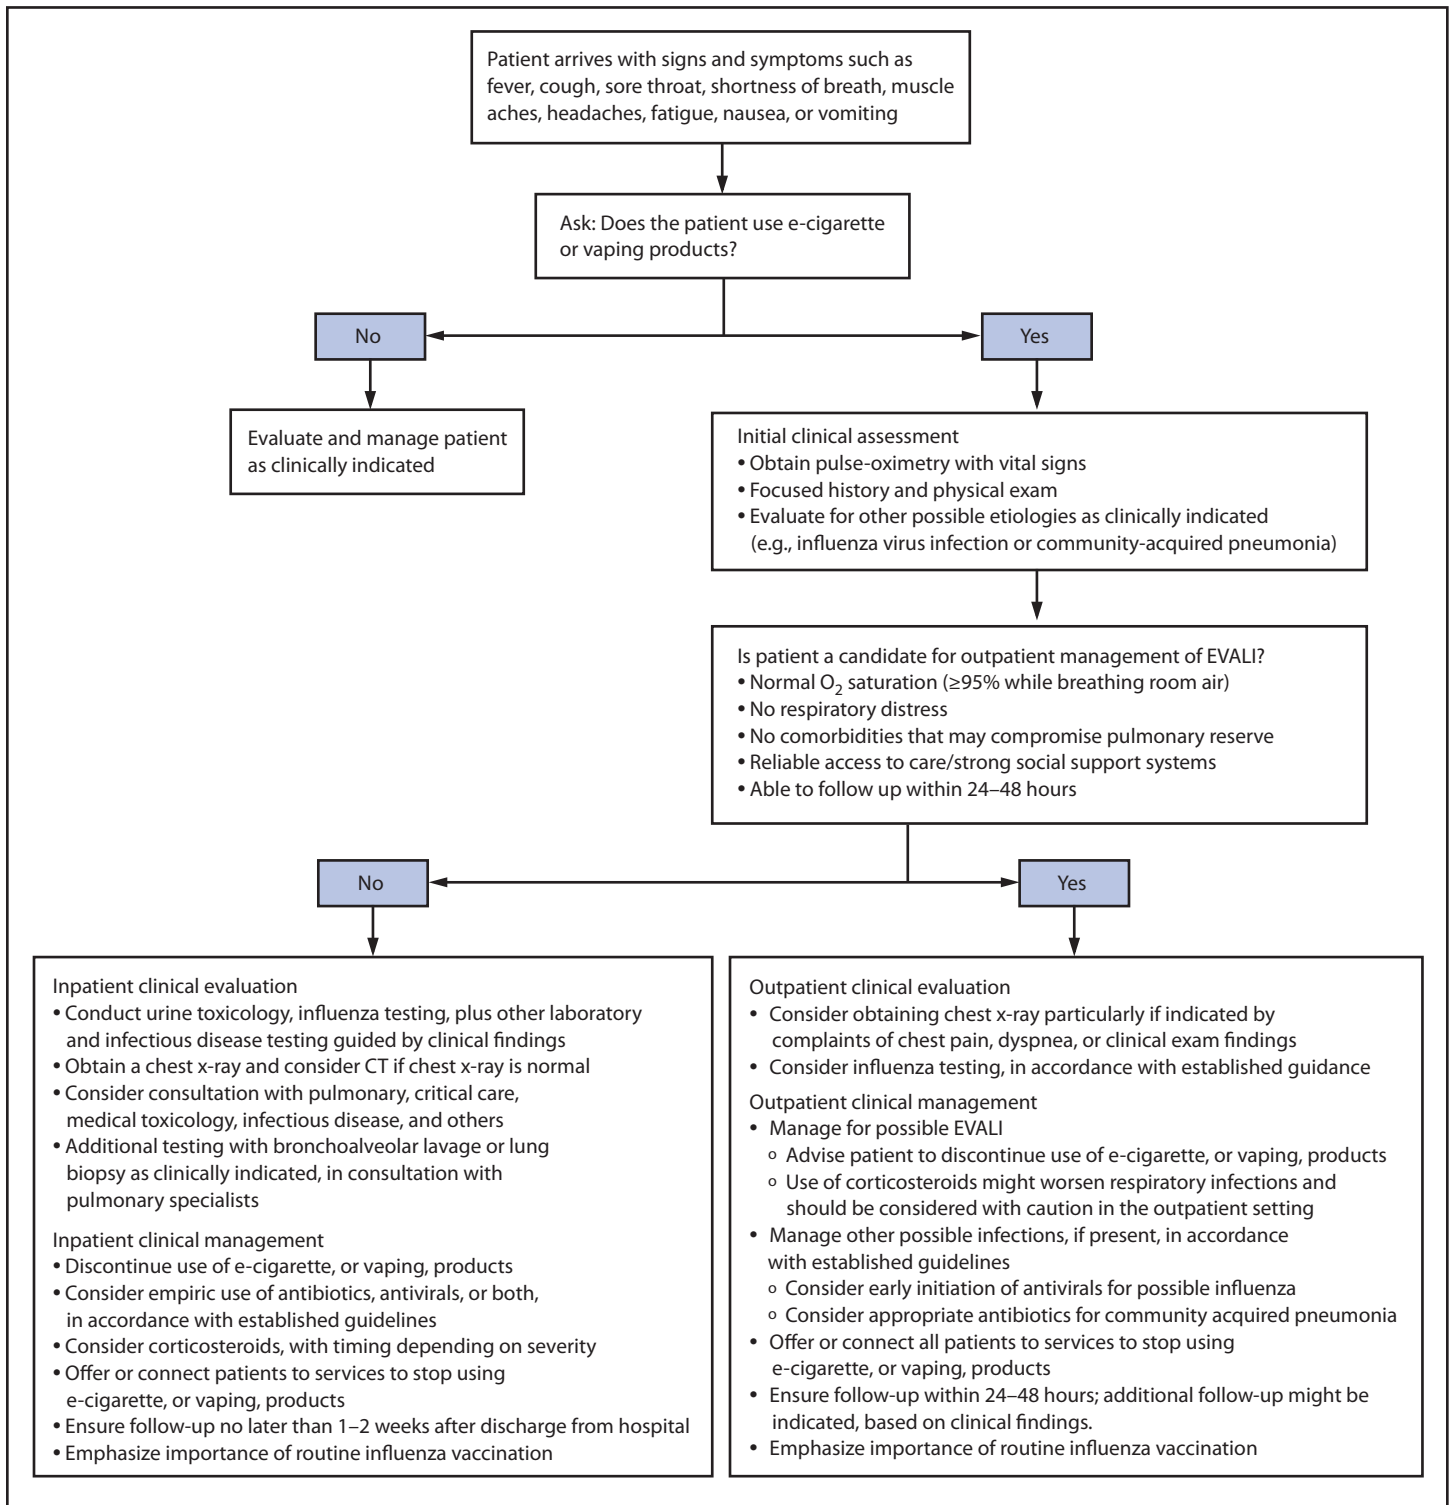 Patient arrives with signs and symptoms such as
fever, cough, sore throat, shortness of breath, muscle
aches, headaches, fatigue, nausea, or vomiting
Ask: Does the patient use e-cigarette
or vaping products?
No
Yes
Evaluate and manage patient
as clinically indicated
Initial clinical assessment
• Obtain pulse-oximetry with vital signs
• Focused history and physical exam
• Evaluate for other possible etiologies as clinically indicated
(e.g., influenza virus infection or community-acquired pneumonia)
Is patient a candidate for outpatient management of EVALI?
• Normal O₂ saturation (≥95% while breathing room air)
• No respiratory distress
• No comorbidities that may compromise pulmonary reserve
• Reliable access to care/strong social support systems
• Able to follow up within 24–48 hours
No
Yes
Inpatient clinical evaluation
• Conduct urine toxicology, influenza testing, plus other laboratory
and infectious disease testing guided by clinical findings
• Obtain a chest x-ray and consider CT if chest x-ray is normal
• Consider consultation with pulmonary, critical care,
medical toxicology, infectious disease, and others
• Additional testing with bronchoalveolar lavage or lung
biopsy as clinically indicated, in consultation with
pulmonary specialists
Inpatient clinical management
• Discontinue use of e-cigarette, or vaping, products
• Consider empiric use of antibiotics, antivirals, or both,
in accordance with established guidelines
• Consider corticosteroids, with timing depending on severity
• Offer or connect patients to services to stop using
e-cigarette, or vaping, products
• Ensure follow-up no later than 1–2 weeks after discharge from hospital
• Emphasize importance of routine influenza vaccination
Outpatient clinical evaluation
• Consider obtaining chest x-ray particularly if indicated by
complaints of chest pain, dyspnea, or clinical exam findings
• Consider influenza testing, in accordance with established guidance
Outpatient clinical management
• Manage for possible EVALI
o Advise patient to discontinue use of e-cigarette, or vaping, products
o Use of corticosteroids might worsen respiratory infections and
should be considered with caution in the outpatient setting
• Manage other possible infections, if present, in accordance
with established guidelines
o Consider early initiation of antivirals for possible influenza
o Consider appropriate antibiotics for community acquired pneumonia
• Offer or connect all patients to services to stop using
e-cigarette, or vaping, products
• Ensure follow-up within 24–48 hours; additional follow-up might be
indicated, based on clinical findings.
• Emphasize importance of routine influenza vaccination